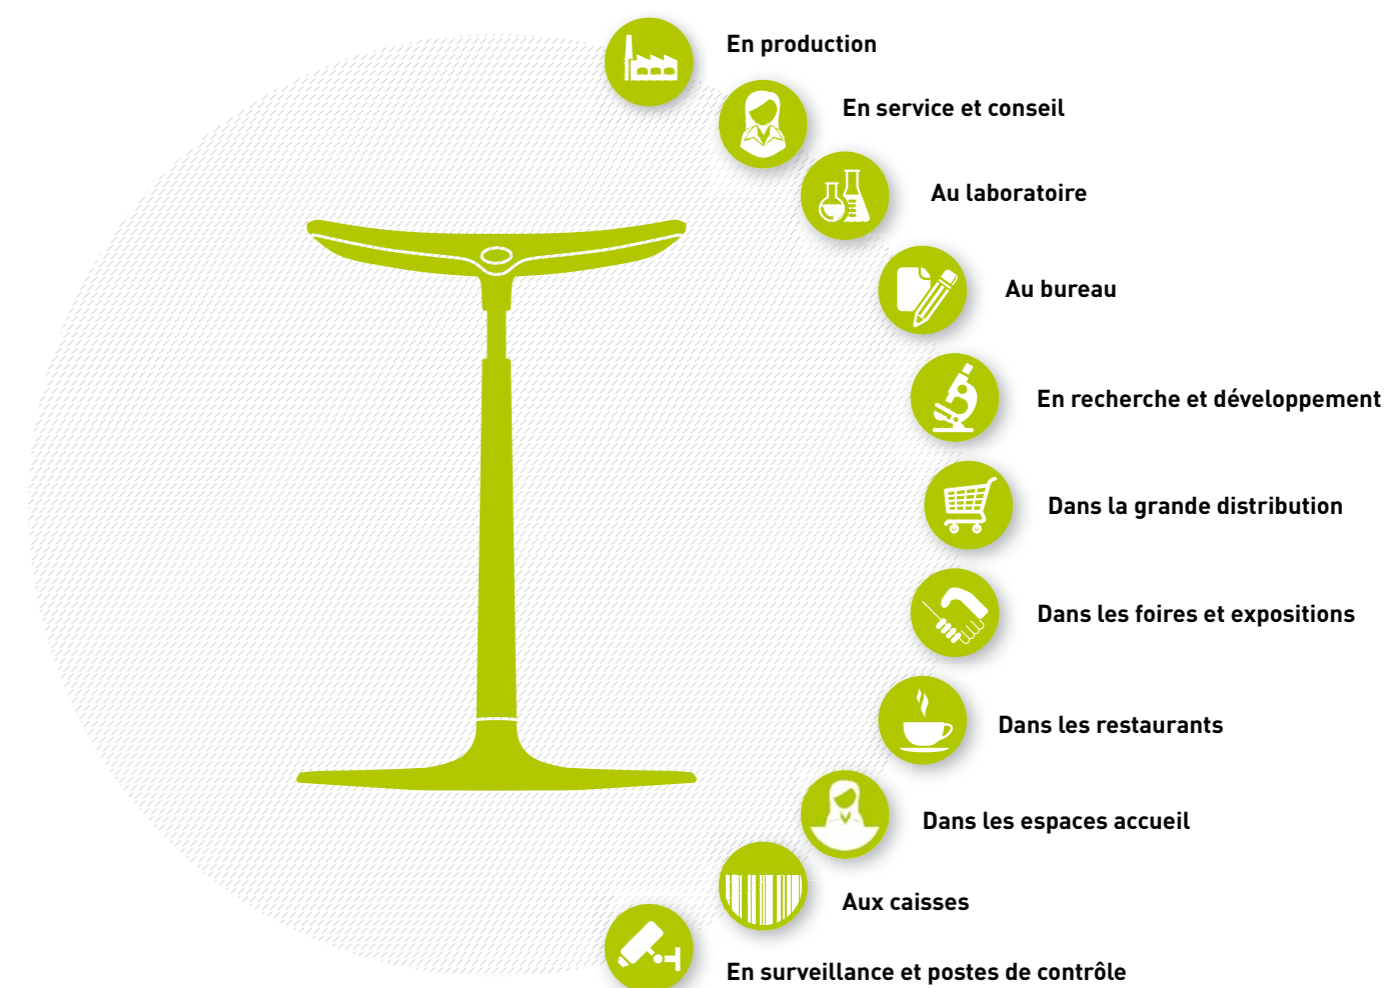 En production
En service et conseil
Au laboratoire
Au bureau
En recherche et développement
Dans la grande distribution
Dans les foires et expositions
Dans les restaurants
Dans les espaces accueil
Aux caisses
En surveillance et postes de contrôle